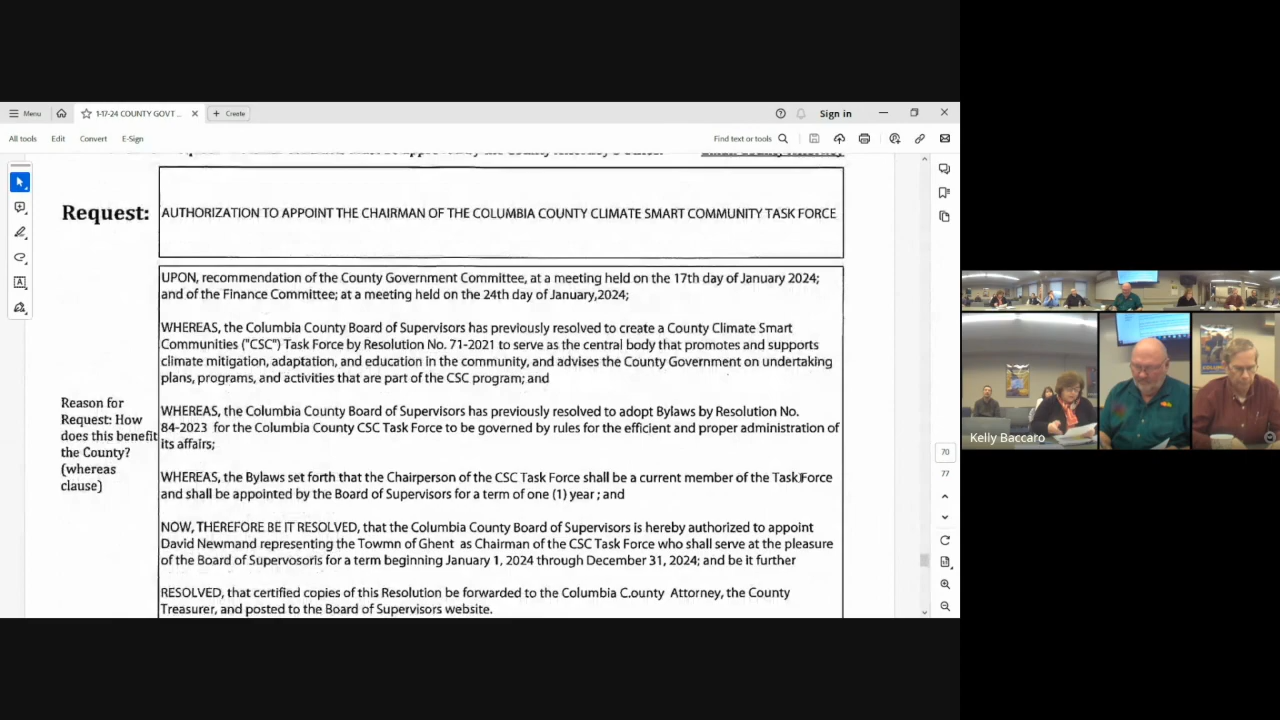 Menu
1-17-24 COUNTY GOVT ...
Create
Sign in
All tools
Edit
Convert
E-Sign
Find text or tools
Request:
AUTHORIZATION TO APPOINT THE CHAIRMAN OF THE COLUMBIA COUNTY CLIMATE SMART COMMUNITY TASK FORCE
Reason for
Request: How
does this benefit
the County?
(whereas
clause)
UPON, recommendation of the County Government Committee, at a meeting held on the 17th day of January 2024;
and of the Finance Committee; at a meeting held on the 24th day of January,2024;
WHEREAS, the Columbia County Board of Supervisors has previously resolved to create a County Climate Smart
Communities ("CSC") Task Force by Resolution No. 71-2021 to serve as the central body that promotes and supports
climate mitigation, adaptation, and education in the community, and advises the County Government on undertaking
plans, programs, and activities that are part of the CSC program; and
WHEREAS, the Columbia County Board of Supervisors has previously resolved to adopt Bylaws by Resolution No.
84-2023 for the Columbia County CSC Task Force to be governed by rules for the efficient and proper administration of
its affairs;
WHEREAS, the Bylaws set forth that the Chairperson of the CSC Task Force shall be a current member of the Task Force
and shall be appointed by the Board of Supervisors for a term of one (1) year ; and
NOW, THEREFORE BE IT RESOLVED, that the Columbia County Board of Supervisors is hereby authorized to appoint
David Newmand representing the Towmn of Ghent as Chairman of the CSC Task Force who shall serve at the pleasure
of the Board of Supervosoris for a term beginning January 1, 2024 through December 31, 2024; and be it further
RESOLVED, that certified copies of this Resolution be forwarded to the Columbia C.ounty Attorney, the County
Treasurer, and posted to the Board of Supervisors website.
70
77
Kelly Baccaro